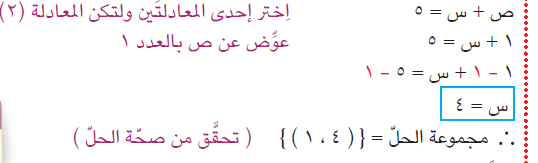 ص + س = ٥ اِختر إحدى المعادلتَين ولتكن المعادلة (٢)
١ + س = ٥ عوِّض عن ص بالعدد ١
١ - ١ + س = ٥ - ١
س = ٤
∴ مجموعة الحلّ = {(٤ ، ١)} (تحقَّق من صحّة الحلّ)